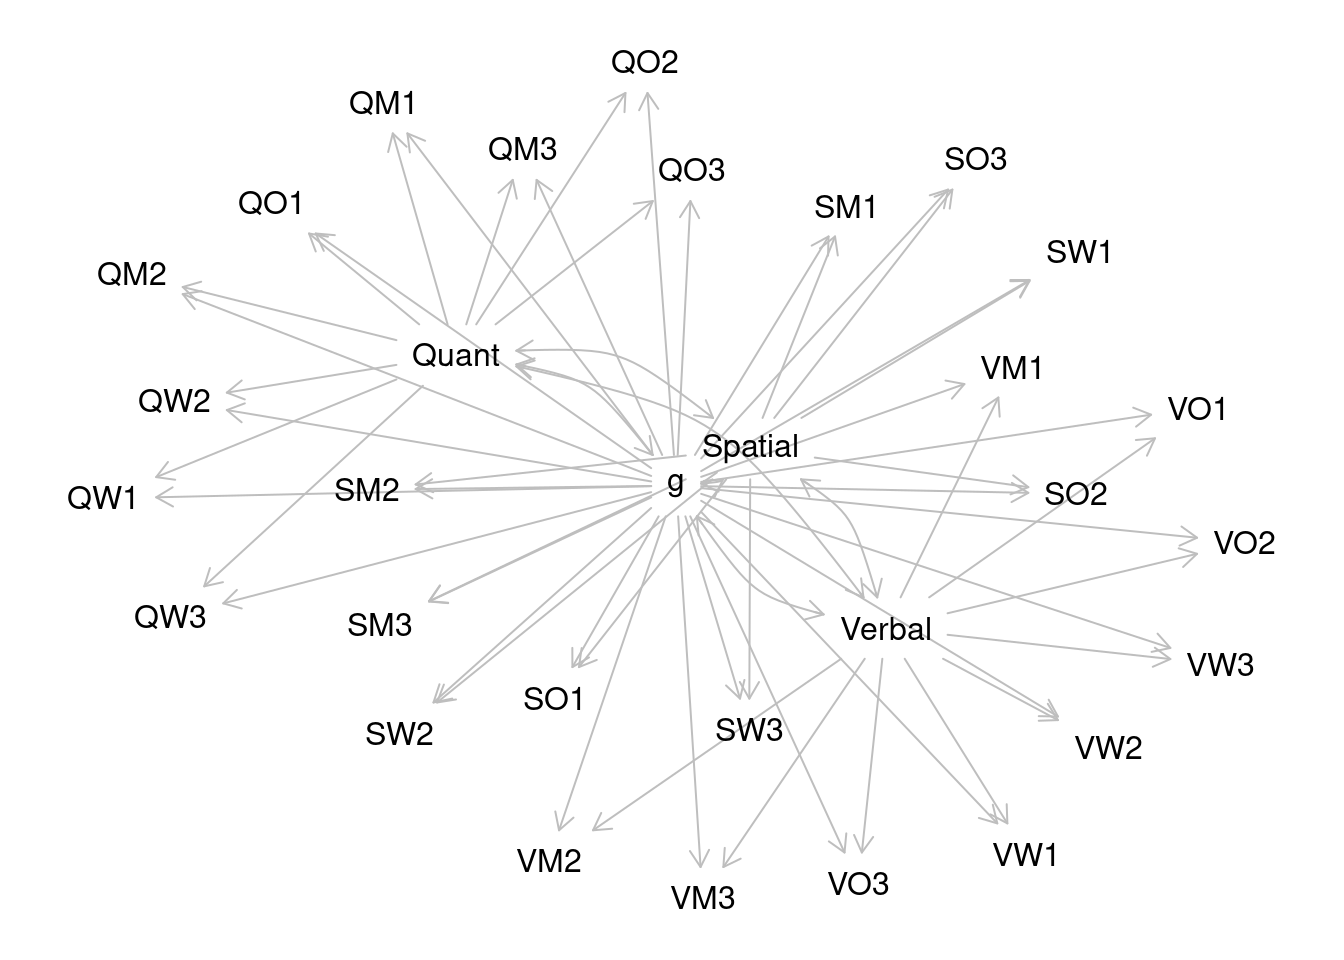 QO2
QM1
QM3
SO3
QO3
QO1
SM1
SW1
QM2
Quant
VM1
QW2
VO1
Spatial
g
SM2
SO2
QW1
VO2
QW3
SM3
Verbal
VW3
SO1
SW3
SW2
VW2
VW1
VM2
VO3
VM3